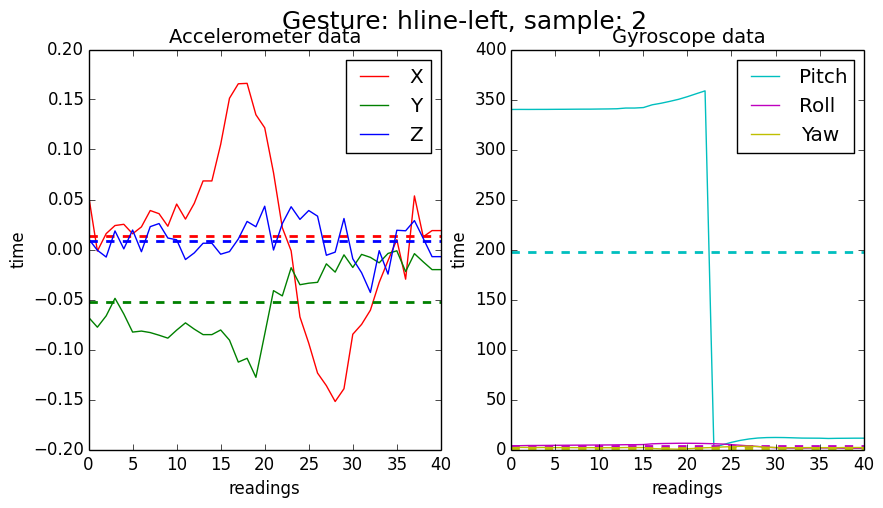 Gesture: hline-left, sample: 2
Accelerometer data
Gyroscope data
0.20
0.15
0.10
0.05
0.00
−0.05
−0.10
−0.15
−0.20
time
X
Y
Z
0 5 10 15 20 25 30 35 40
readings
400
350
300
250
200
150
100
50
0
time
Pitch
Roll
Yaw
0 5 10 15 20 25 30 35 40
readings